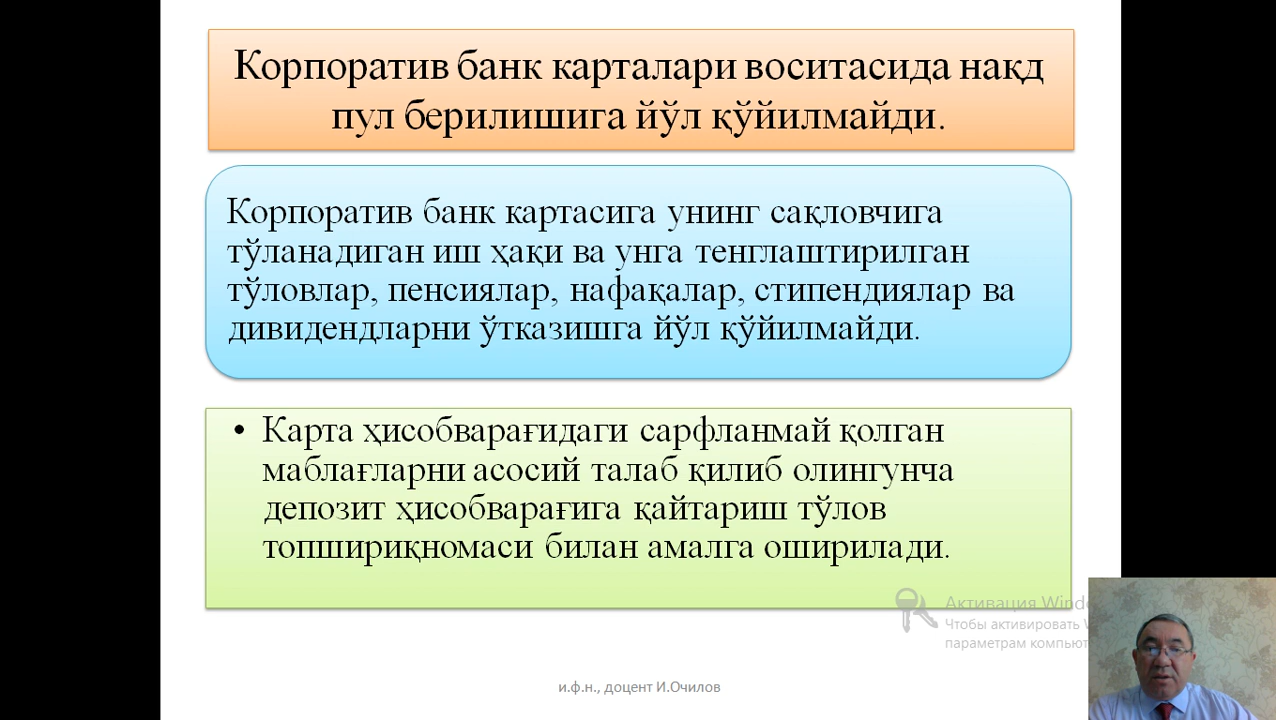 Корпоратив банк карталари воситасида нақд
пул берилишига йўл қўйилмайди.
Корпоратив банк картасига унинг сақловчига
тўланадиган иш ҳақи ва унга тенглаштирилган
тўловлар, пенсиялар, нафақалар, стипендиялар ва
дивидендларни ўтказишга йўл қўйилмайди.
• Карта ҳисобварағидаги сарфланмай қолган
маблағларни асосий талаб қилиб олингунча
депозит ҳисобварағига қайтариш тўлов
топшириқномаси билан амалга оширилади.
Активация Windo
Чтобы активировать W
параметрам компьют
и.ф.н., доцент И.Очилов